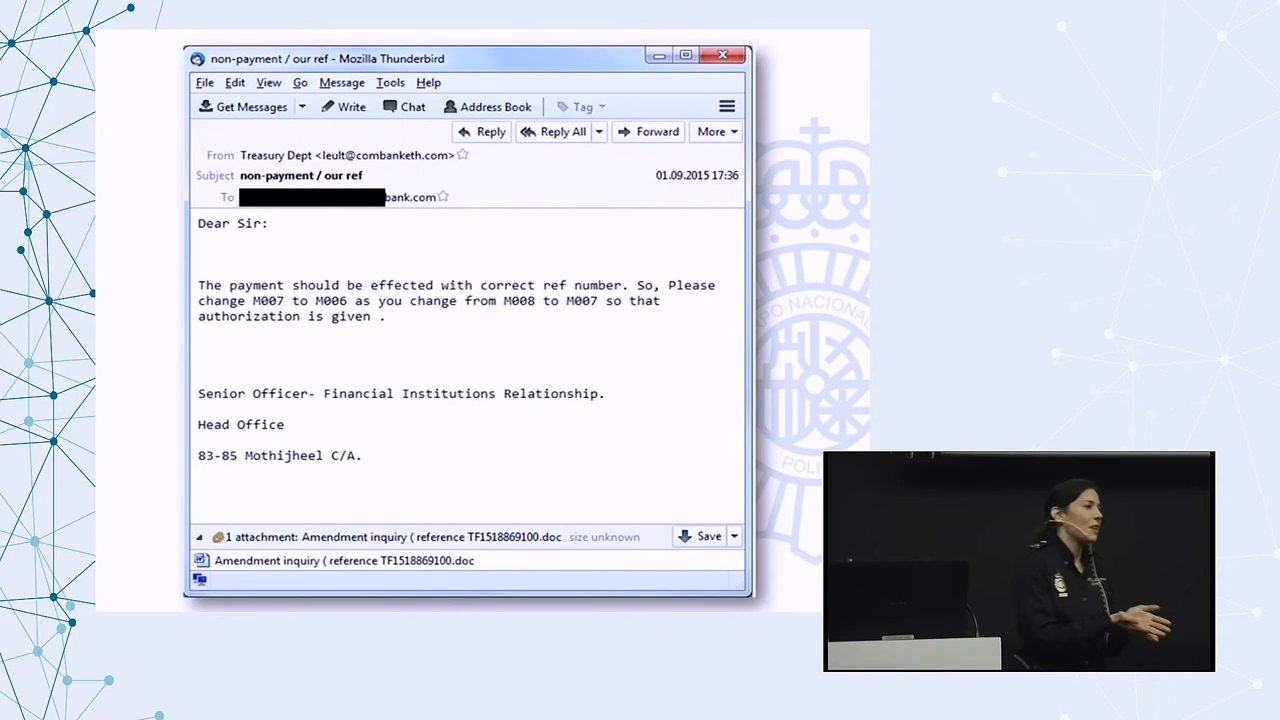 non-payment / our ref - Mozilla Thunderbird
File Edit View Go Message Tools Help
Get Messages Write Chat Address Book Tag
Reply Reply All Forward More
From Treasury Dept <leult@combanketh.com>
Subject non-payment / our ref 01.09.2015 17:36
To bank.com
Dear Sir:
The payment should be effected with correct ref number. So, Please
change M007 to M006 as you change from M008 to M007 so that
authorization is given .
Senior Officer- Financial Institutions Relationship.
Head Office
83-85 Mothijheel C/A.
1 attachment: Amendment inquiry ( reference TF1518869100.doc size unknown Save
Amendment inquiry ( reference TF1518869100.doc
PO NACIONAL
POLI